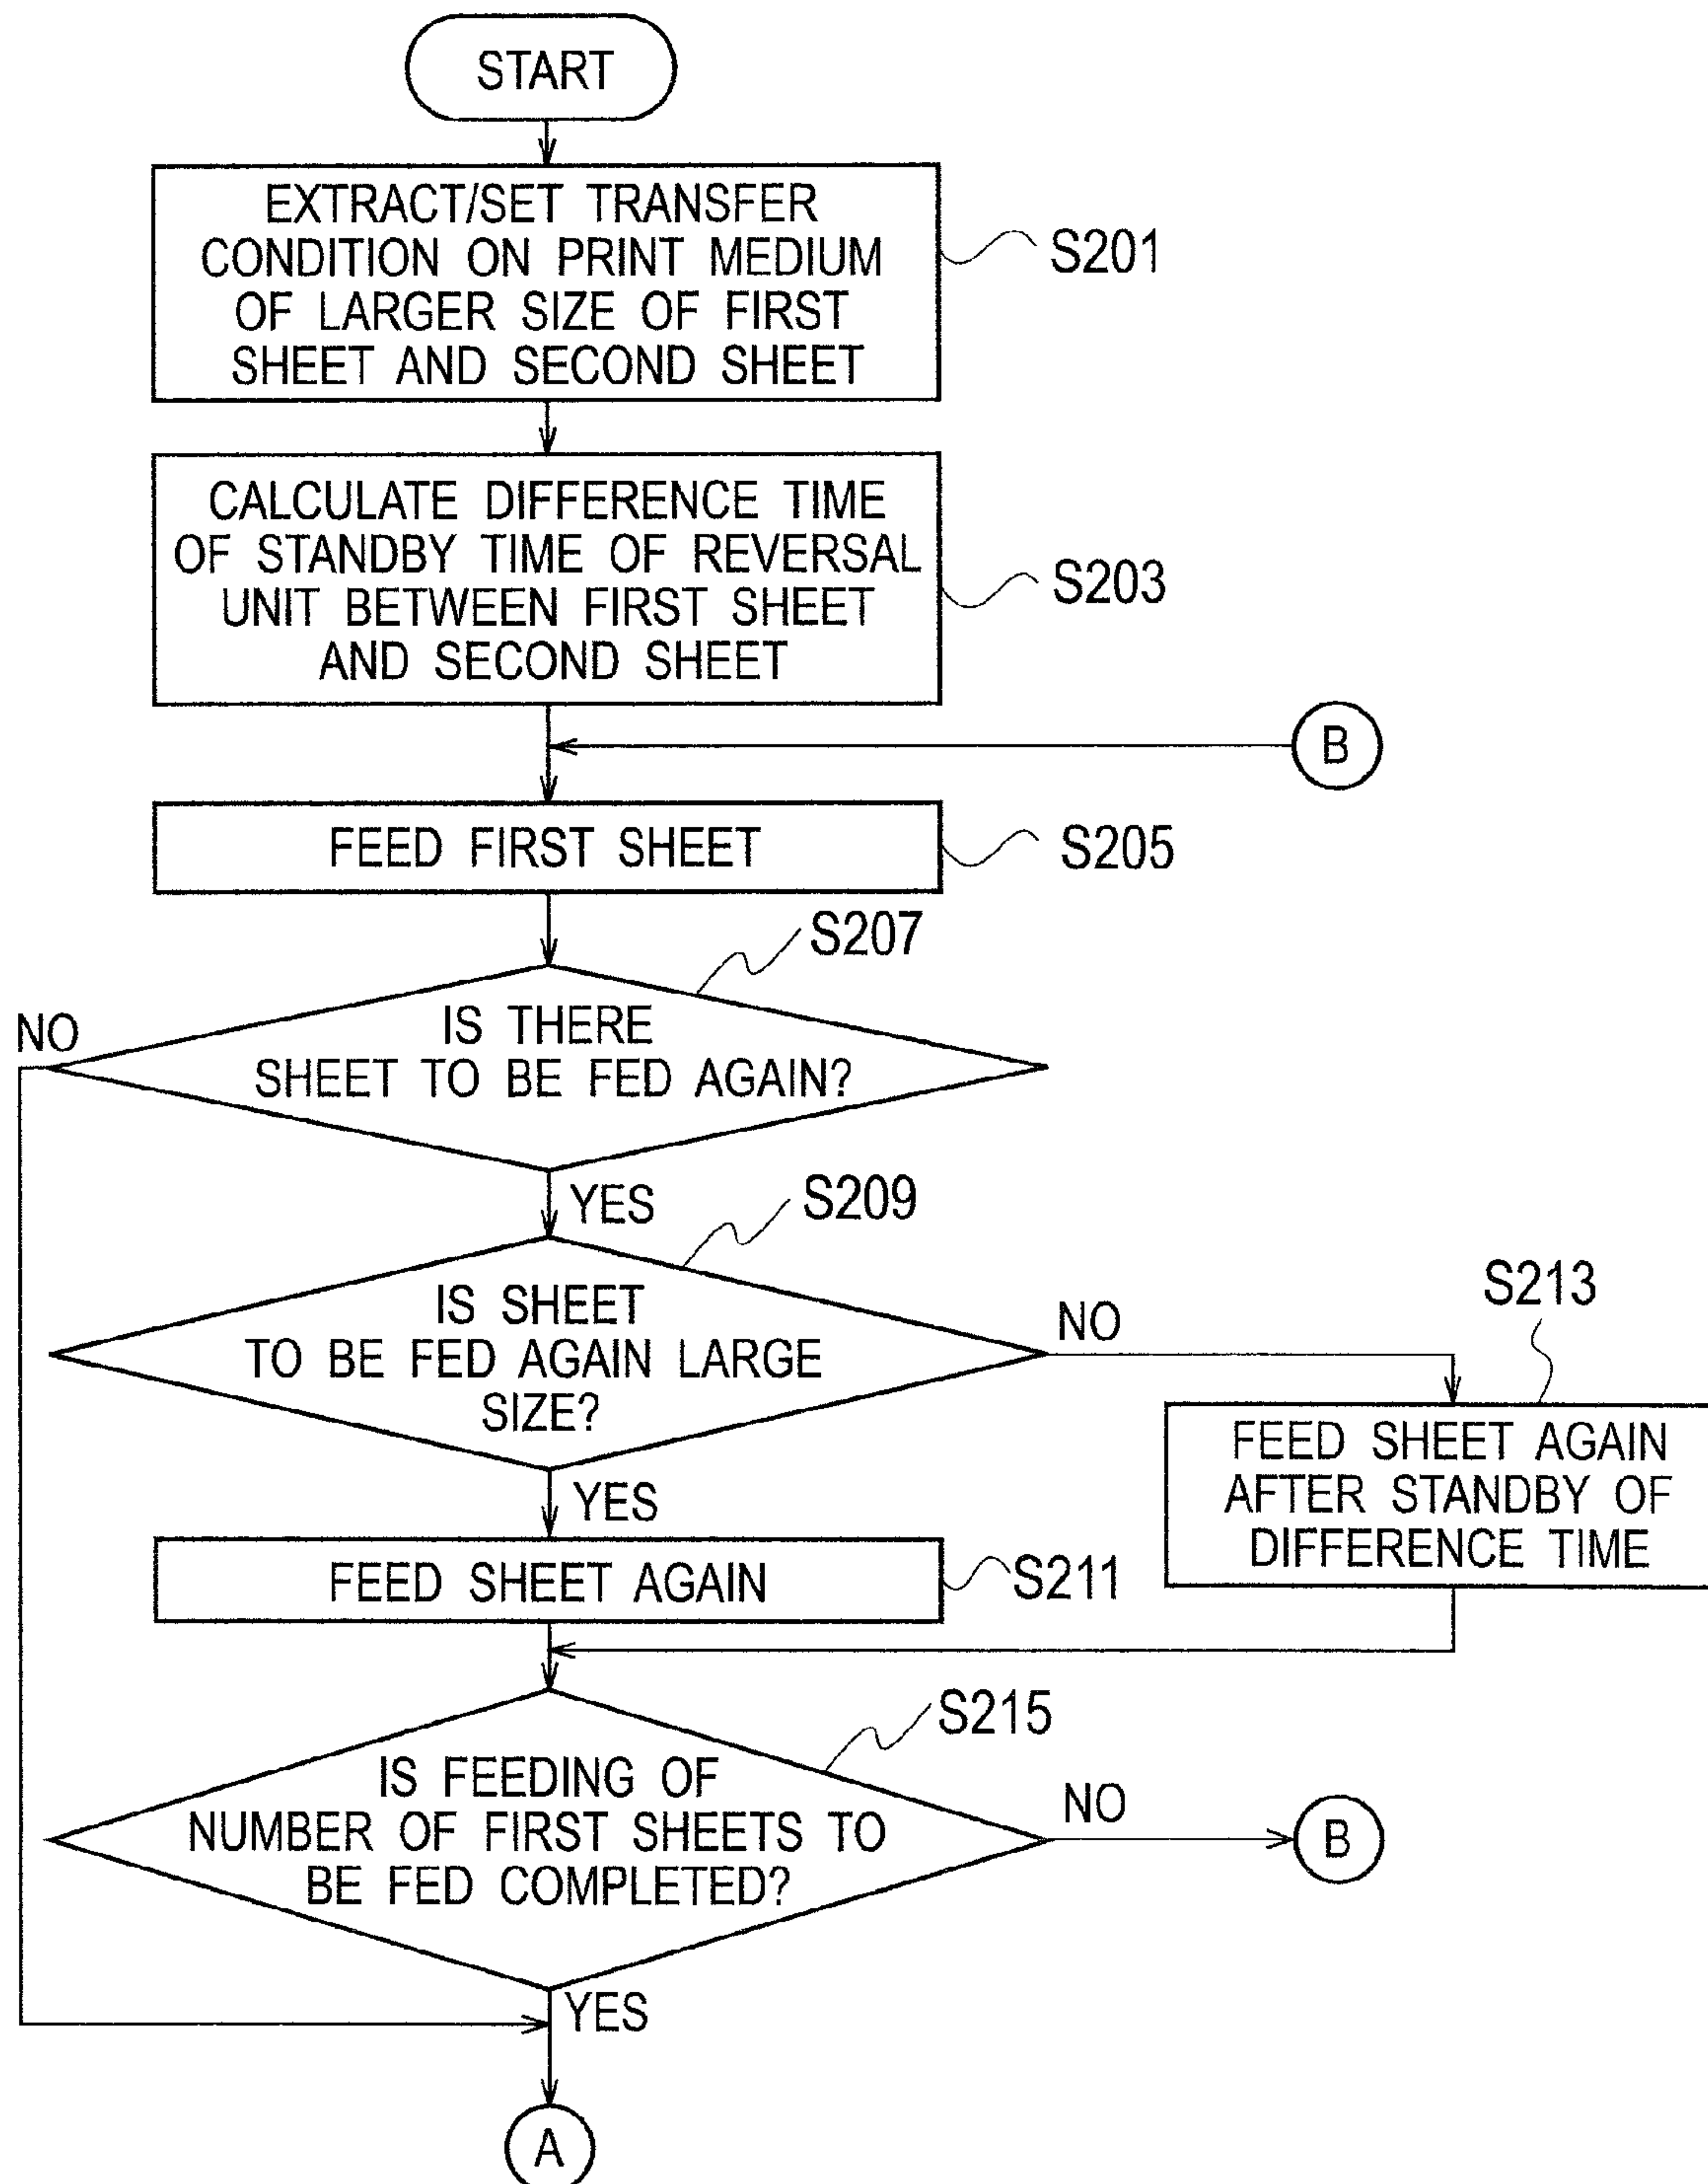 START
EXTRACT/SET TRANSFER
CONDITION ON PRINT MEDIUM
OF LARGER SIZE OF FIRST
SHEET AND SECOND SHEET
S201
CALCULATE DIFFERENCE TIME
OF STANDBY TIME OF REVERSAL
UNIT BETWEEN FIRST SHEET
AND SECOND SHEET
S203
B
FEED FIRST SHEET
S205
S207
NO
IS THERE
SHEET TO BE FED AGAIN?
YES
S209
IS SHEET
TO BE FED AGAIN LARGE
SIZE?
NO
S213
FEED SHEET AGAIN
AFTER STANDBY OF
DIFFERENCE TIME
YES
FEED SHEET AGAIN
S211
S215
IS FEEDING OF
NUMBER OF FIRST SHEETS TO
BE FED COMPLETED?
NO
B
YES
A